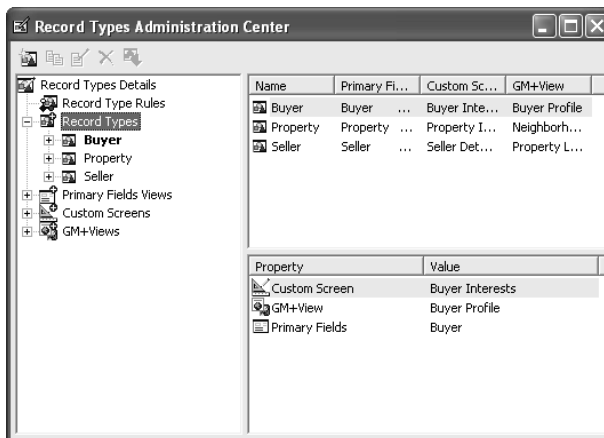 Record Types Administration Center
Record Types Details
Record Type Rules
Record Types
Buyer
Property
Seller
Primary Fields Views
Custom Screens
GM+Views
Name Primary Fi... Custom Sc... GM+View
Buyer Buyer ... Buyer Inte... Buyer Profile
Property Property ... Property I... Neighborh...
Seller Seller ... Seller Det... Property L...
Property Value
Custom Screen Buyer Interests
GM+View Buyer Profile
Primary Fields Buyer